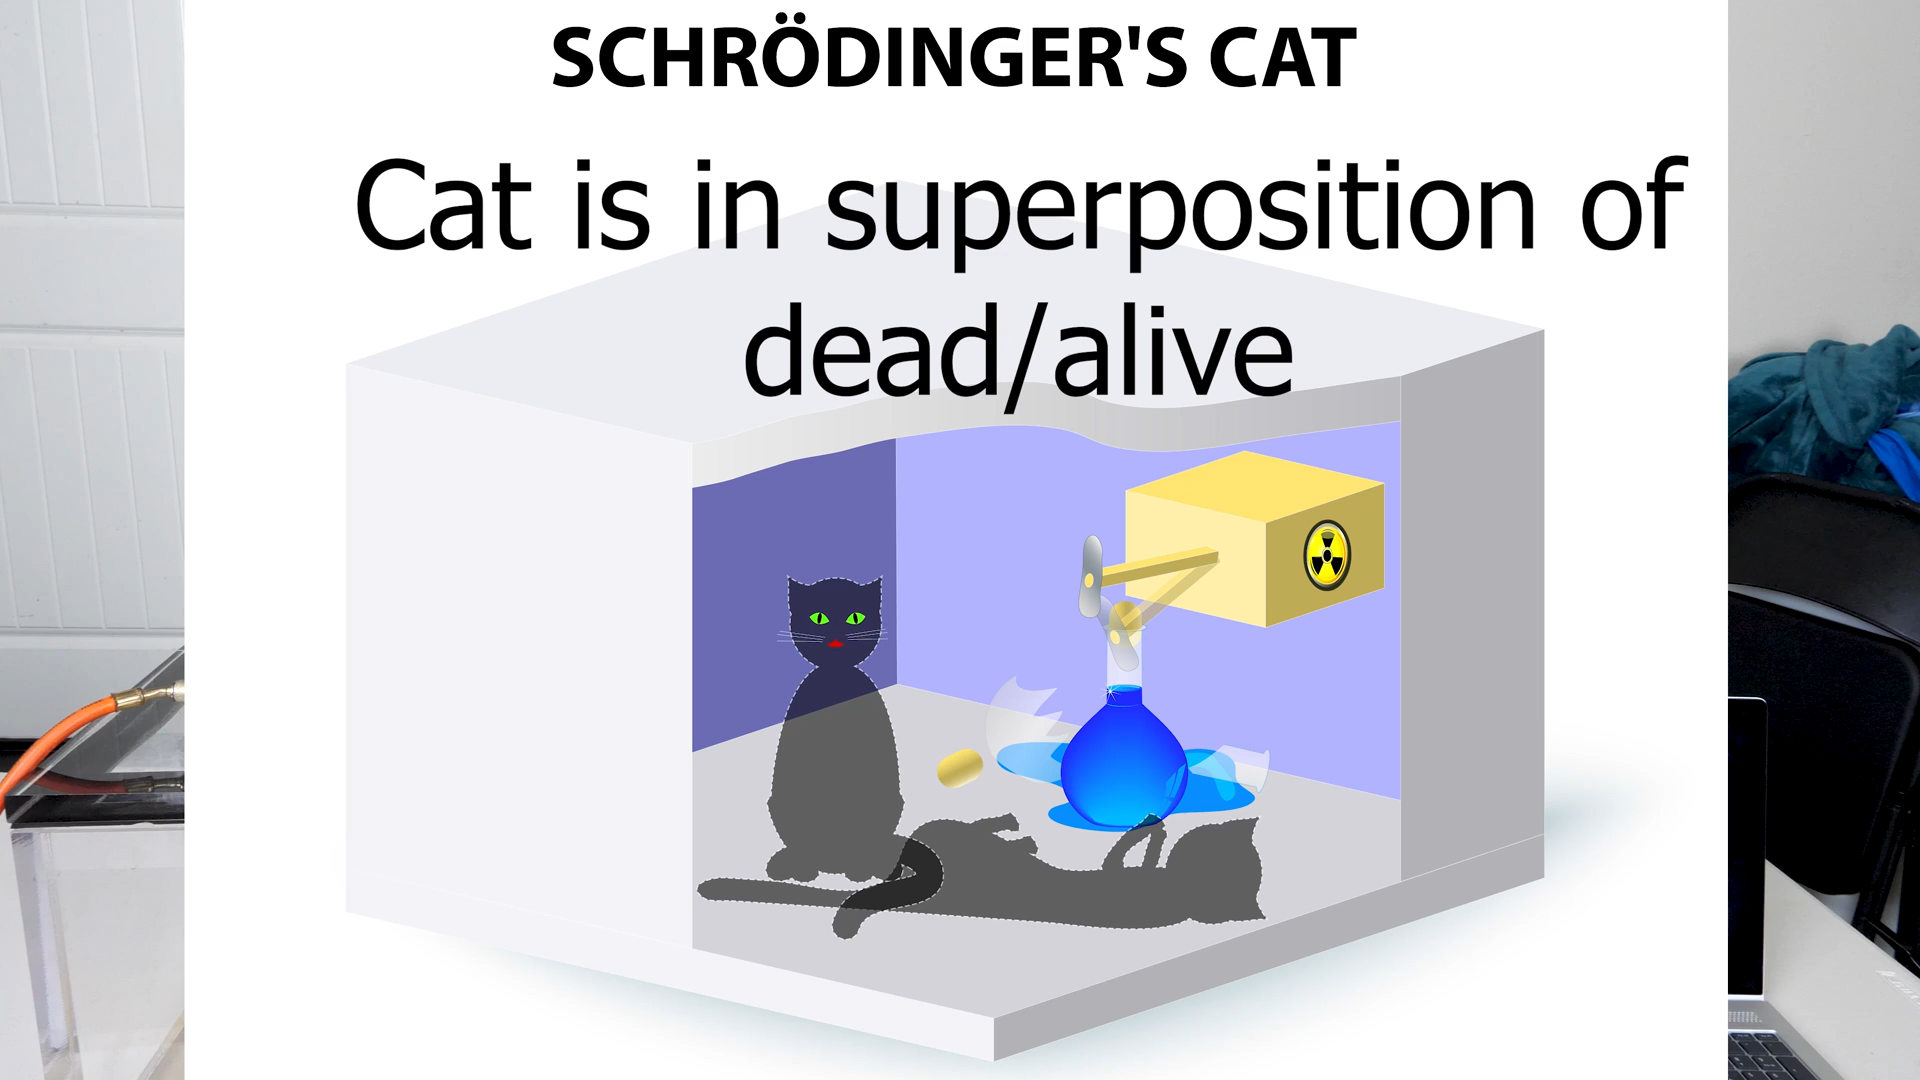 SCHRÖDINGER'S CAT
Cat is in superposition of
dead/alive